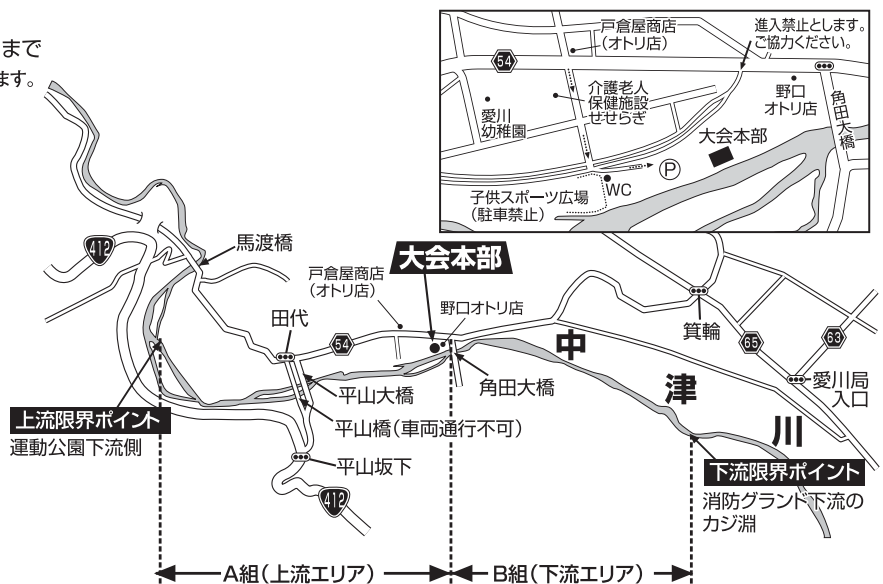 まで
ます。
412
馬渡橋
田代
戸倉屋商店
(オトリ店)
54
大会本部
野口オトリ店
角田大橋
平山大橋
平山橋(車両通行不可)
平山坂下
412
上流限界ポイント
運動公園下流側
中
津
川
箕輪
65
63
愛川局
入口
下流限界ポイント
消防グランド下流の
カジ淵
A組(上流エリア)
B組(下流エリア)
戸倉屋商店
(オトリ店)
進入禁止とします。
ご協力ください。
54
愛川
幼稚園
介護老人
保健施設
せせらぎ
野口
オトリ店
角田大橋
大会本部
P
WC
子供スポーツ広場
(駐車禁止)